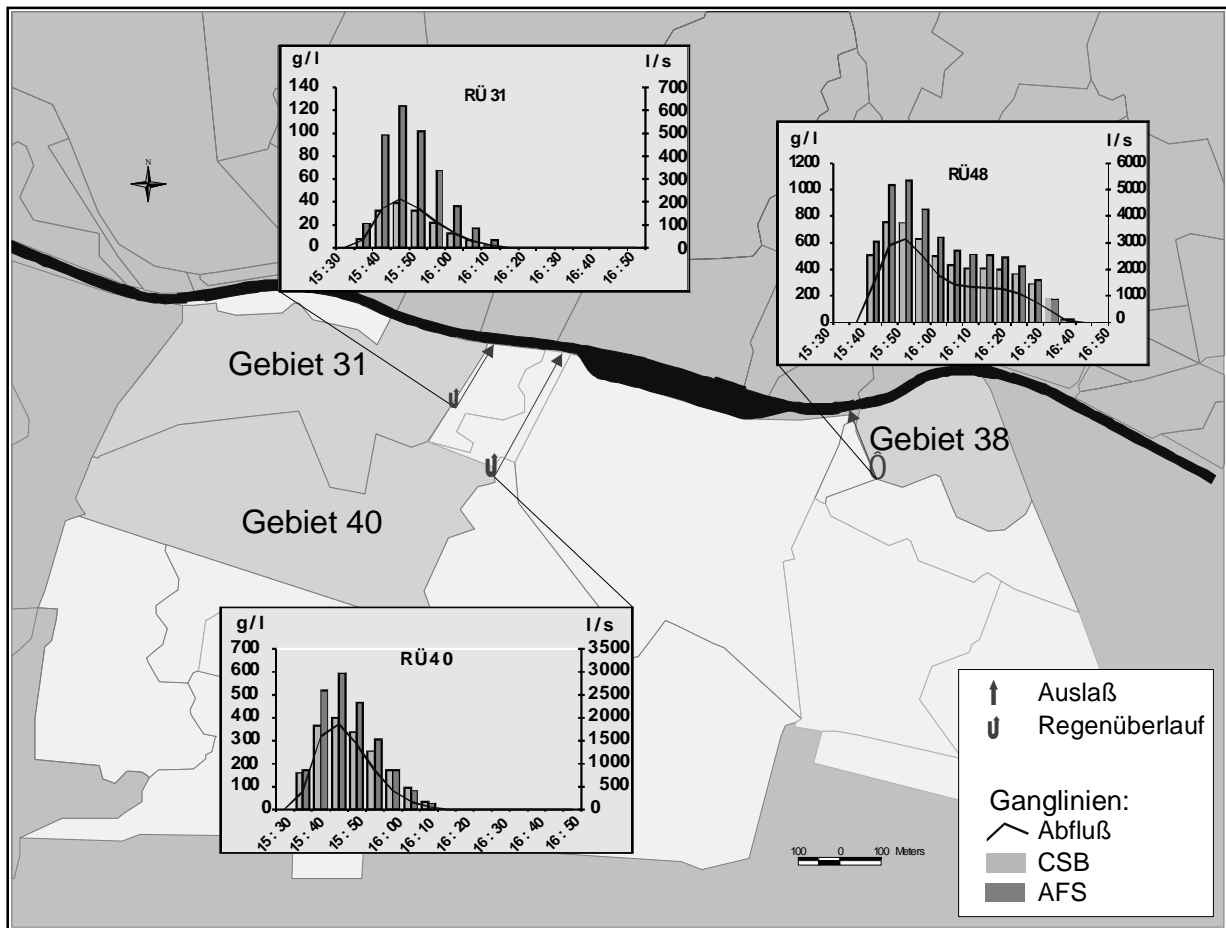 g/l l/s
RÜ 31
140 700
120 600
100 500
80 400
60 300
40 200
20 100
0 0
15:30 15:40 15:50 16:00 16:10 16:20 16:30 16:40 16:50
g/l l/s
RÜ48
1200 6000
1000 5000
800 4000
600 3000
400 2000
200 1000
0 0
15:30 15:40 15:50 16:00 16:10 16:20 16:30 16:40 16:50
N
Gebiet 31
Gebiet 38
Gebiet 40
g/l l/s
RÜ40
700 3500
600 3000
500 2500
400 2000
300 1500
200 1000
100 500
0 0
15:30 15:40 15:50 16:00 16:10 16:20 16:30 16:40 16:50
Auslaß
Regenüberlauf
Ganglinien:
Abfluß
CSB
AFS
100 0 100 Meters
Ô